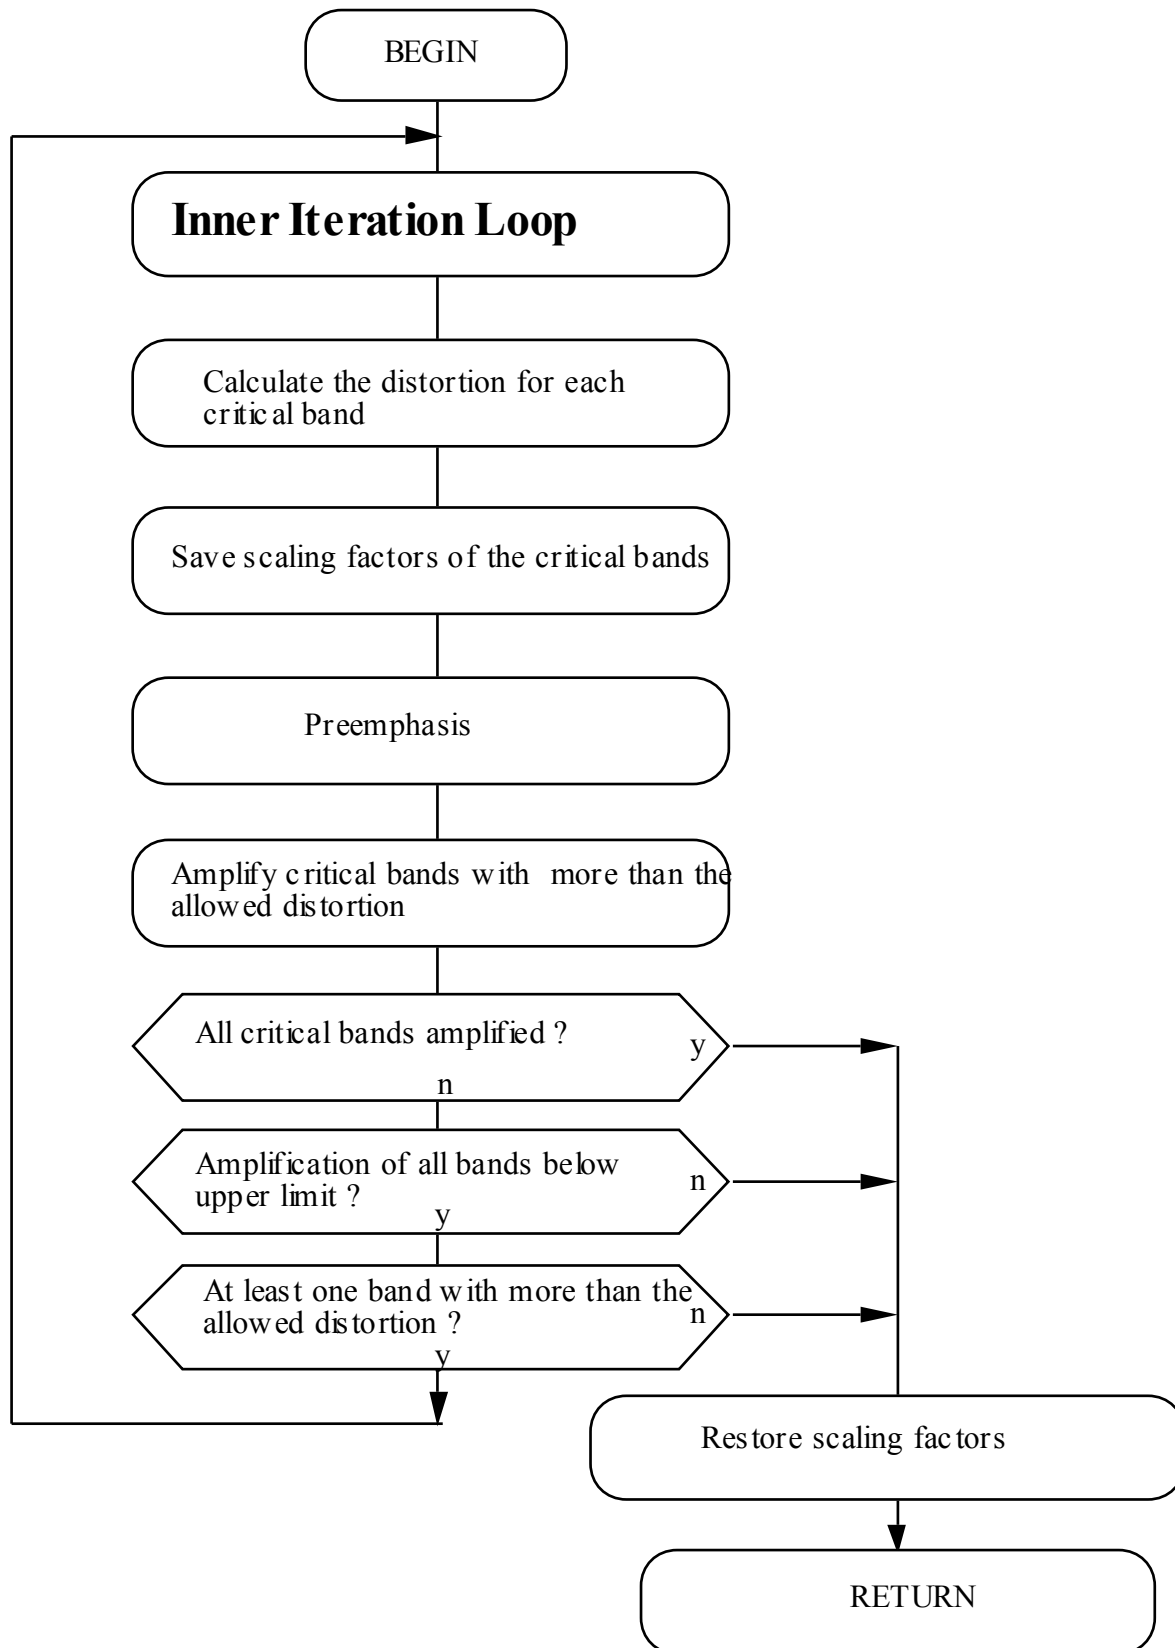 BEGIN
Inner Iteration Loop
Calculate the distortion for each
critical band
Save scaling factors of the critical bands
Preemphasis
Amplify critical bands with more than the
allowed distortion
All critical bands amplified ?
y
n
Amplification of all bands below
upper limit ?
n
y
At least one band with more than the
allowed distortion ?
n
y
Restore scaling factors
RETURN